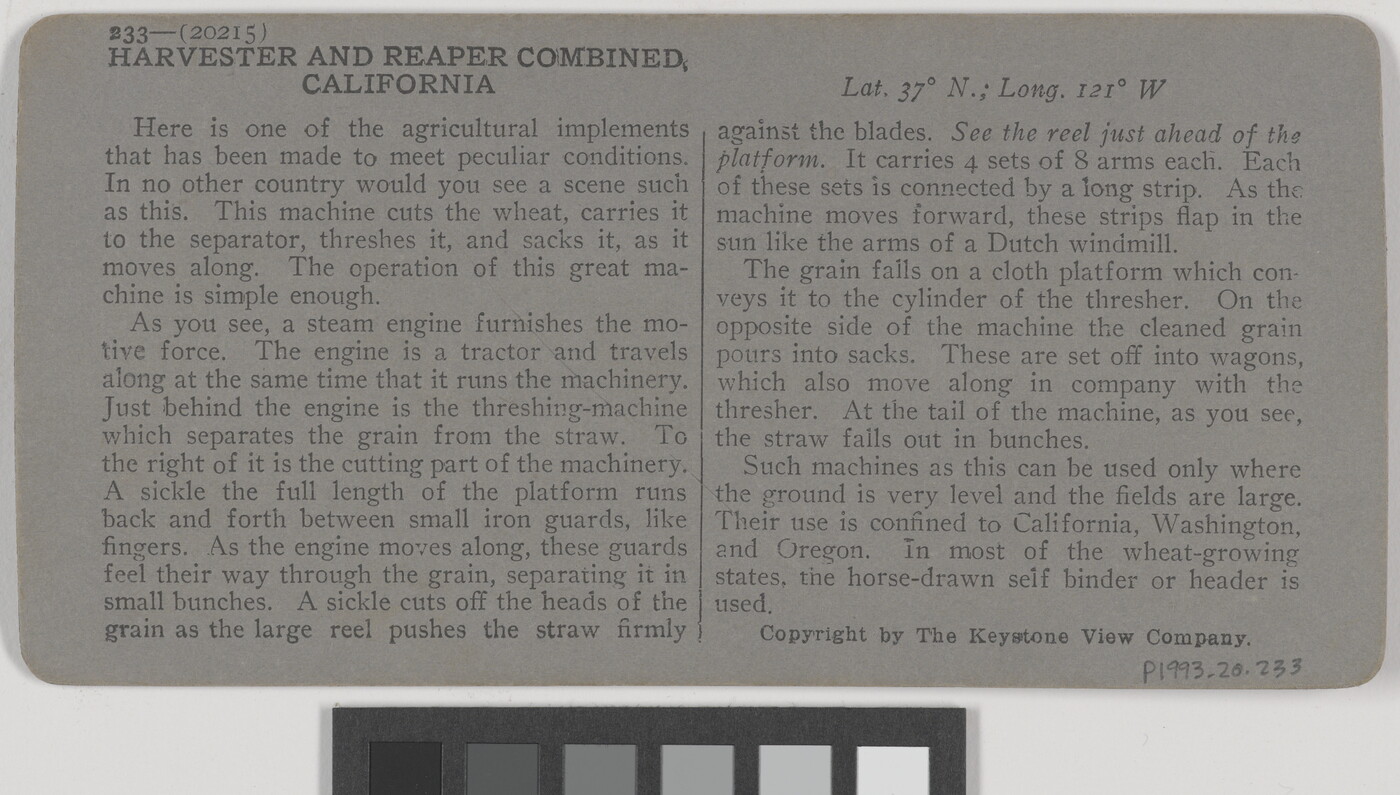 233—(20215)
HARVESTER AND REAPER COMBINED,
CALIFORNIA
Here is one of the agricultural implements
that has been made to meet peculiar conditions.
In no other country would you see a scene such
as this. This machine cuts the wheat, carries it
to the separator, threshes it, and sacks it, as it
moves along. The operation of this great ma-
chine is simple enough.
As you see, a steam engine furnishes the mo-
tive force. The engine is a tractor and travels
along at the same time that it runs the machinery.
Just behind the engine is the threshing-machine
which separates the grain from the straw. To
the right of it is the cutting part of the machinery.
A sickle the full length of the platform runs
back and forth between small iron guards, like
fingers. As the engine moves along, these guards
feel their way through the grain, separating it in
small bunches. A sickle cuts off the heads of the
grain as the large reel pushes the straw firmly
Lat. 37° N.; Long. 121° W
against the blades. See the reel just ahead of the
platform. It carries 4 sets of 8 arms each. Each
of these sets is connected by a long strip. As the
machine moves forward, these strips flap in the
sun like the arms of a Dutch windmill.
The grain falls on a cloth platform which con-
veys it to the cylinder of the thresher. On the
opposite side of the machine the cleaned grain
pours into sacks. These are set off into wagons,
which also move along in company with the
thresher. At the tail of the machine, as you see,
the straw falls out in bunches.
Such machines as this can be used only where
the ground is very level and the fields are large.
Their use is confined to California, Washington,
and Oregon. In most of the wheat-growing
states, the horse-drawn self binder or header is
used.
Copyright by The Keystone View Company.
P1993.20.233